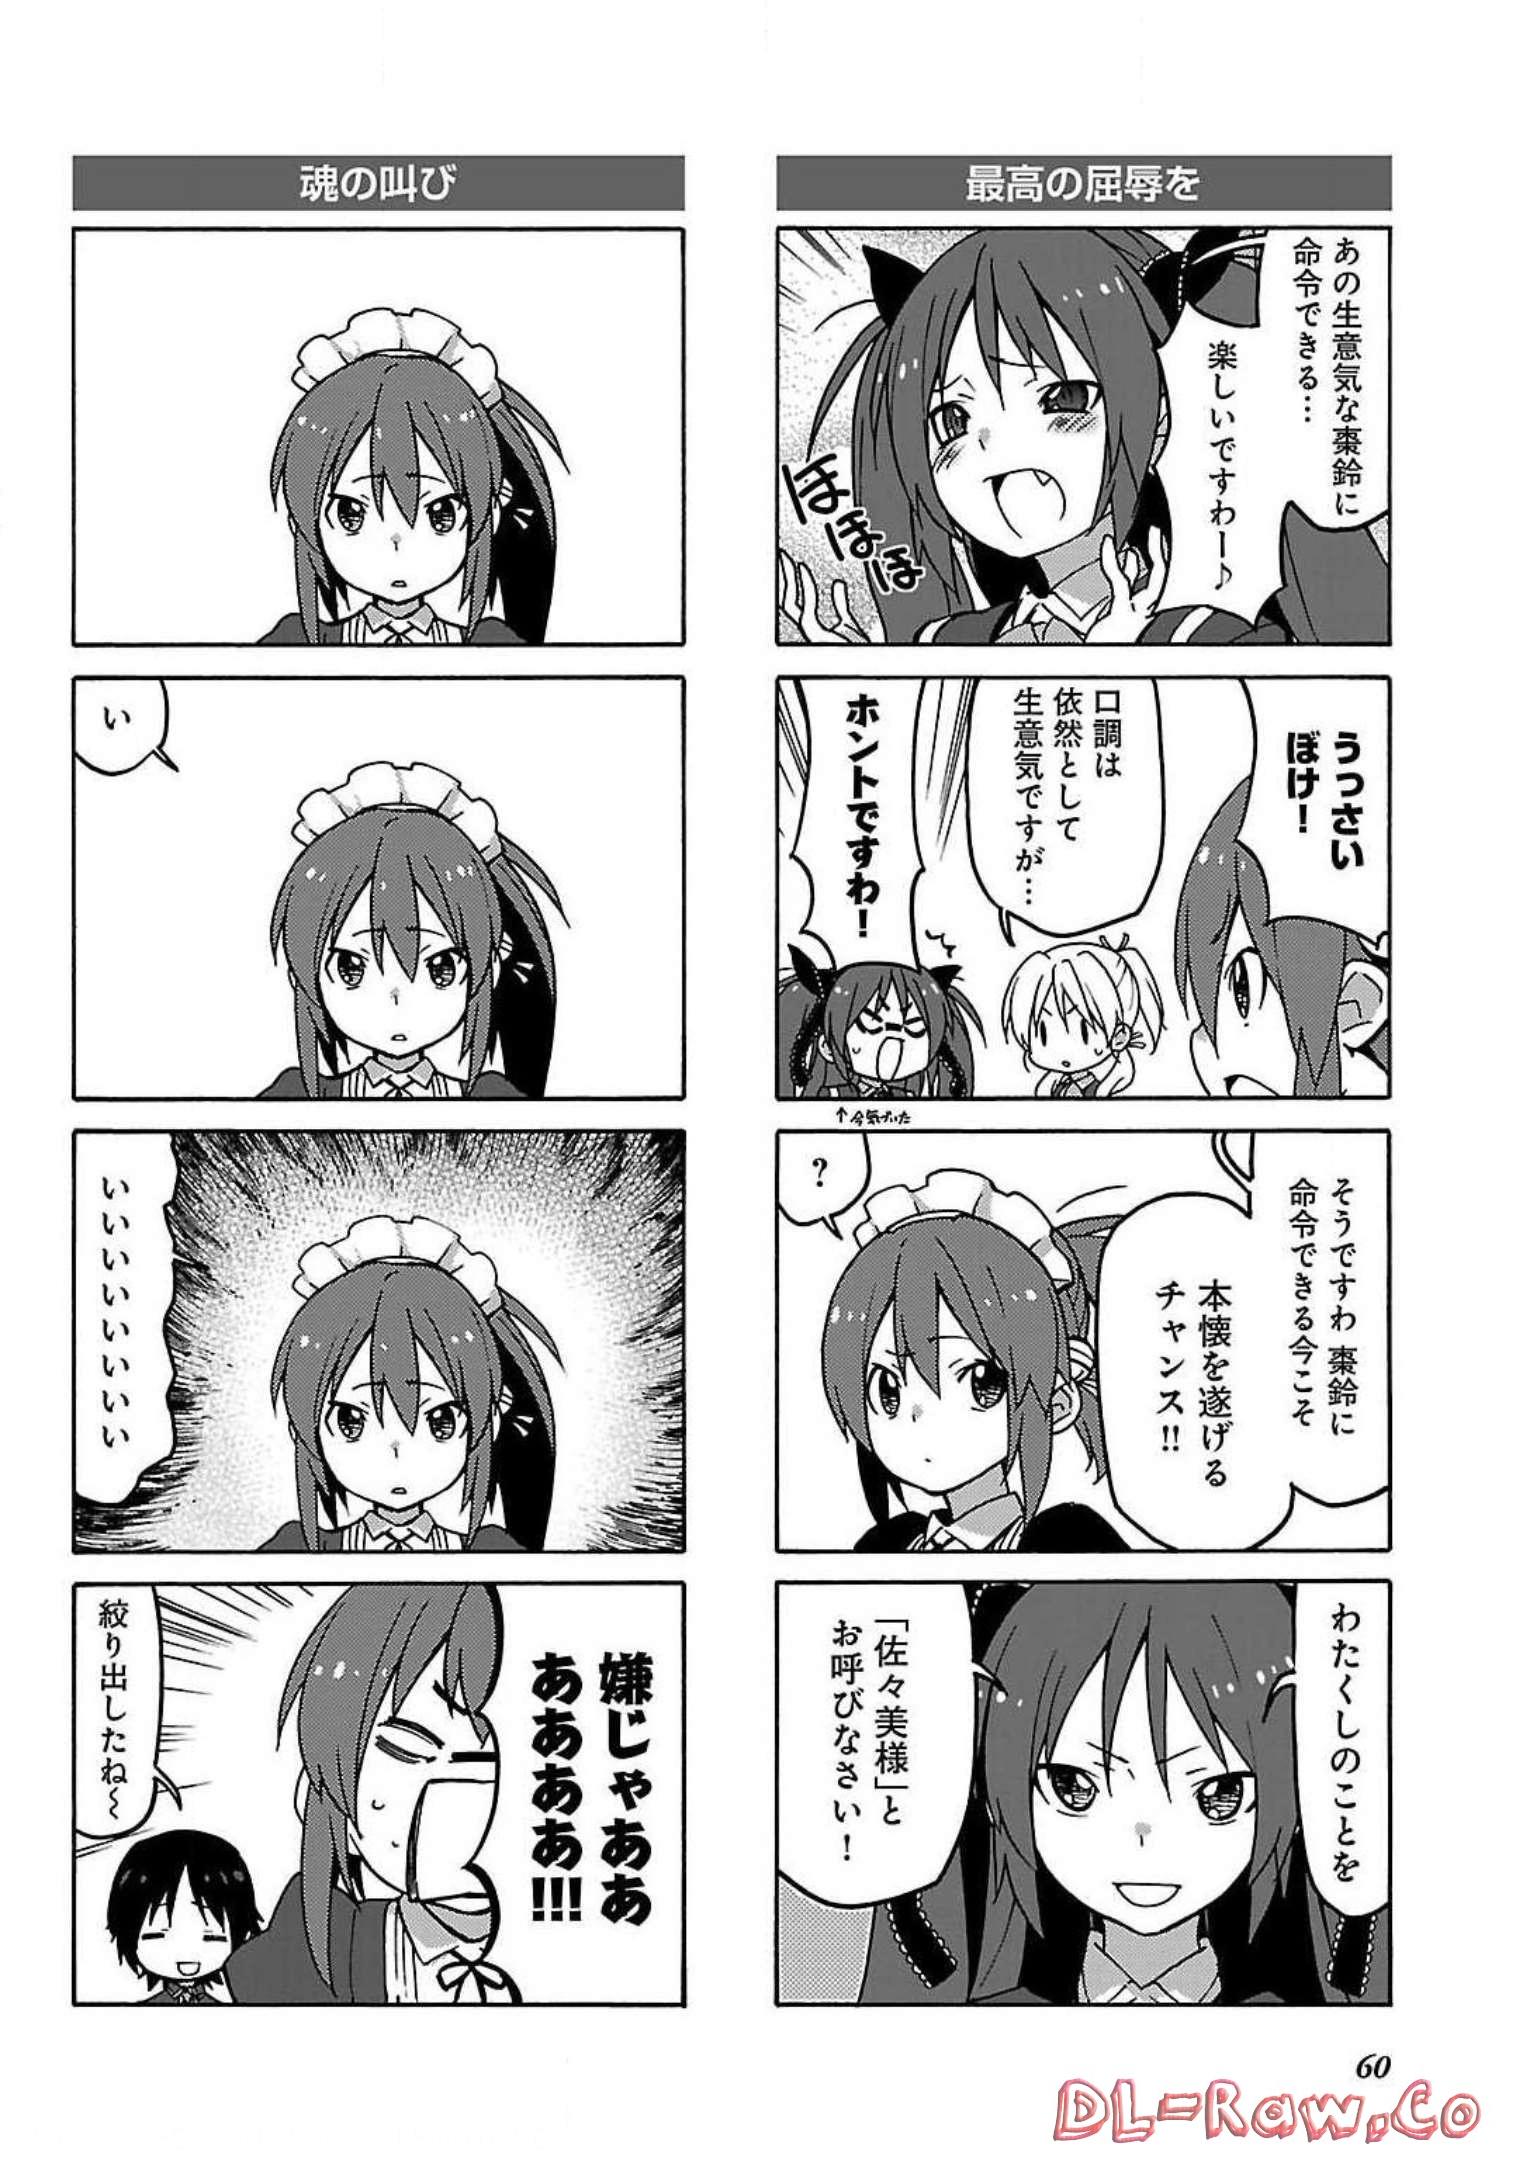 最高の屈辱を
あの生意気な棗鈴に
命令できる…
楽しいですわー♪
ほほほほ
うっさい
ぼけ!
口調は
依然として
生意気ですが…
ホントですわ!
↑今気づいた
そうですわ 棗鈴に
命令できる今こそ
本懐を遂げる
チャンス!!
?
わたくしのことを
「佐々美様」と
お呼びなさい!
魂の叫び
い
いいいいいいいい
嫌じゃああ
ああああ!!!
絞り出したね〜
60
DL-Raw.Co